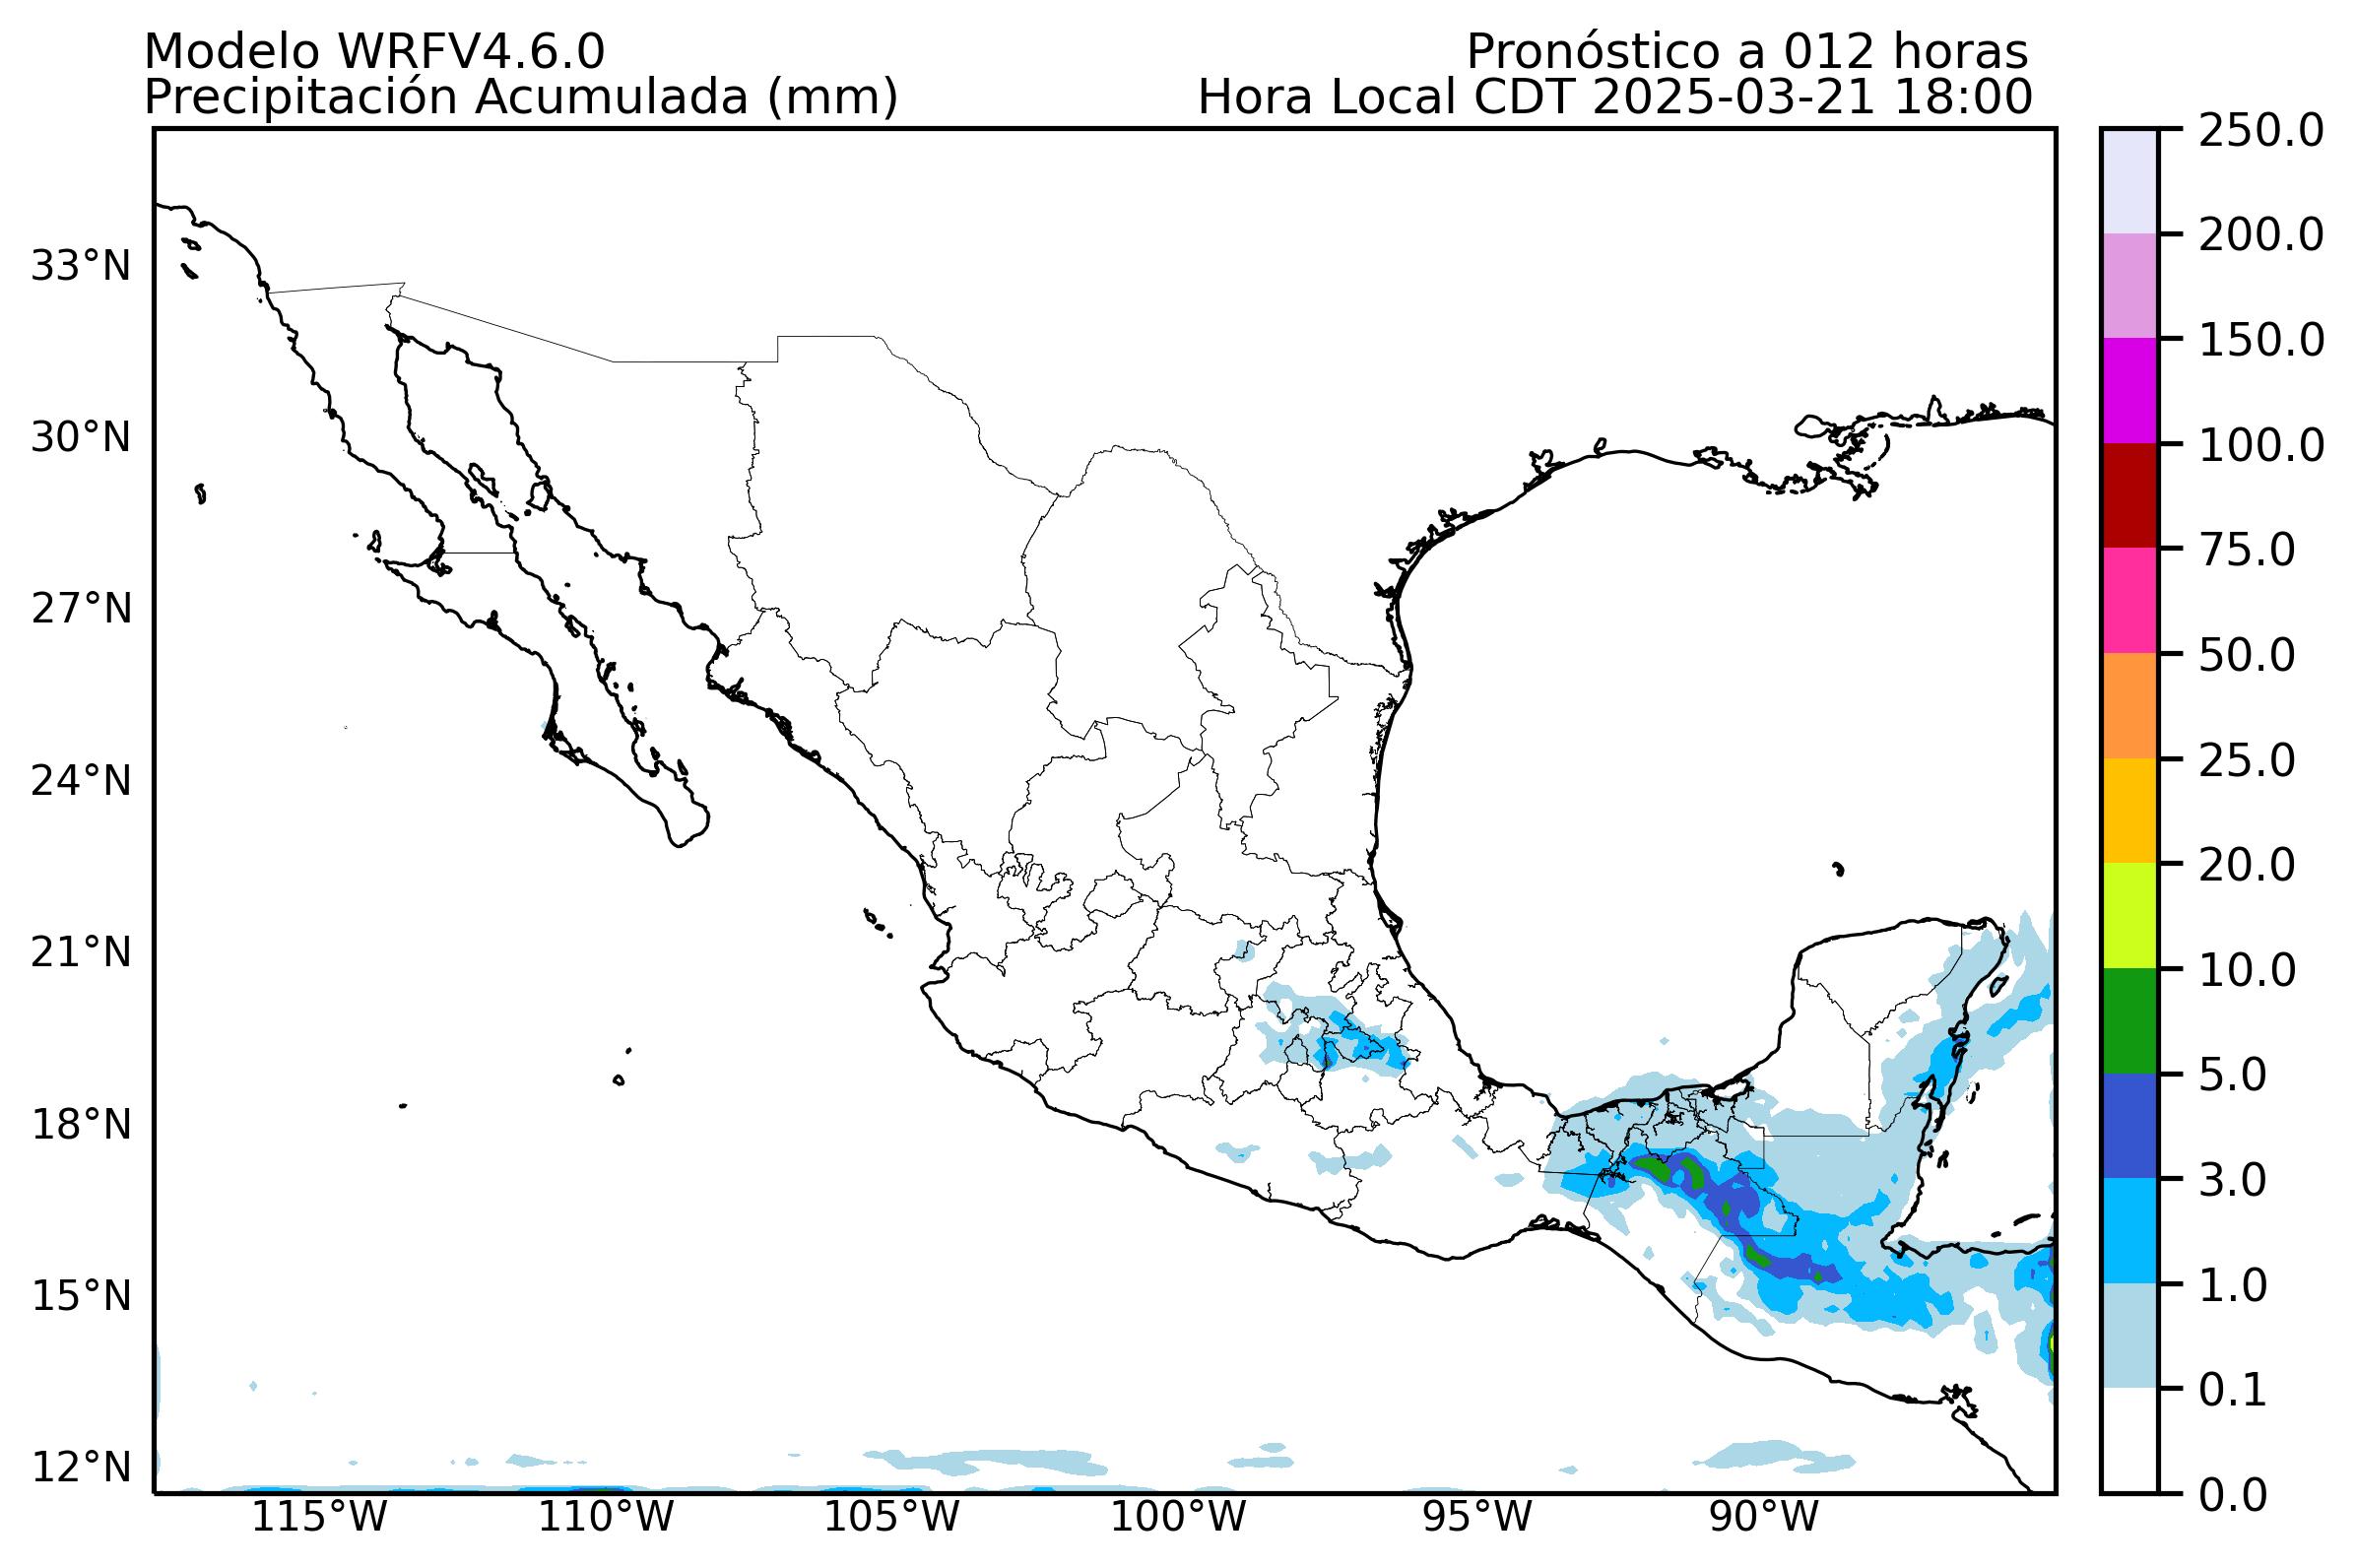 Modelo WRFV4.6.0
Pronóstico a 012 horas
Precipitación Acumulada (mm)
Hora Local CDT 2025-03-21 18:00
33°N
30°N
27°N
24°N
21°N
18°N
15°N
12°N
115°W
110°W
105°W
100°W
95°W
90°W
250.0
200.0
150.0
100.0
75.0
50.0
25.0
20.0
10.0
5.0
3.0
1.0
0.1
0.0